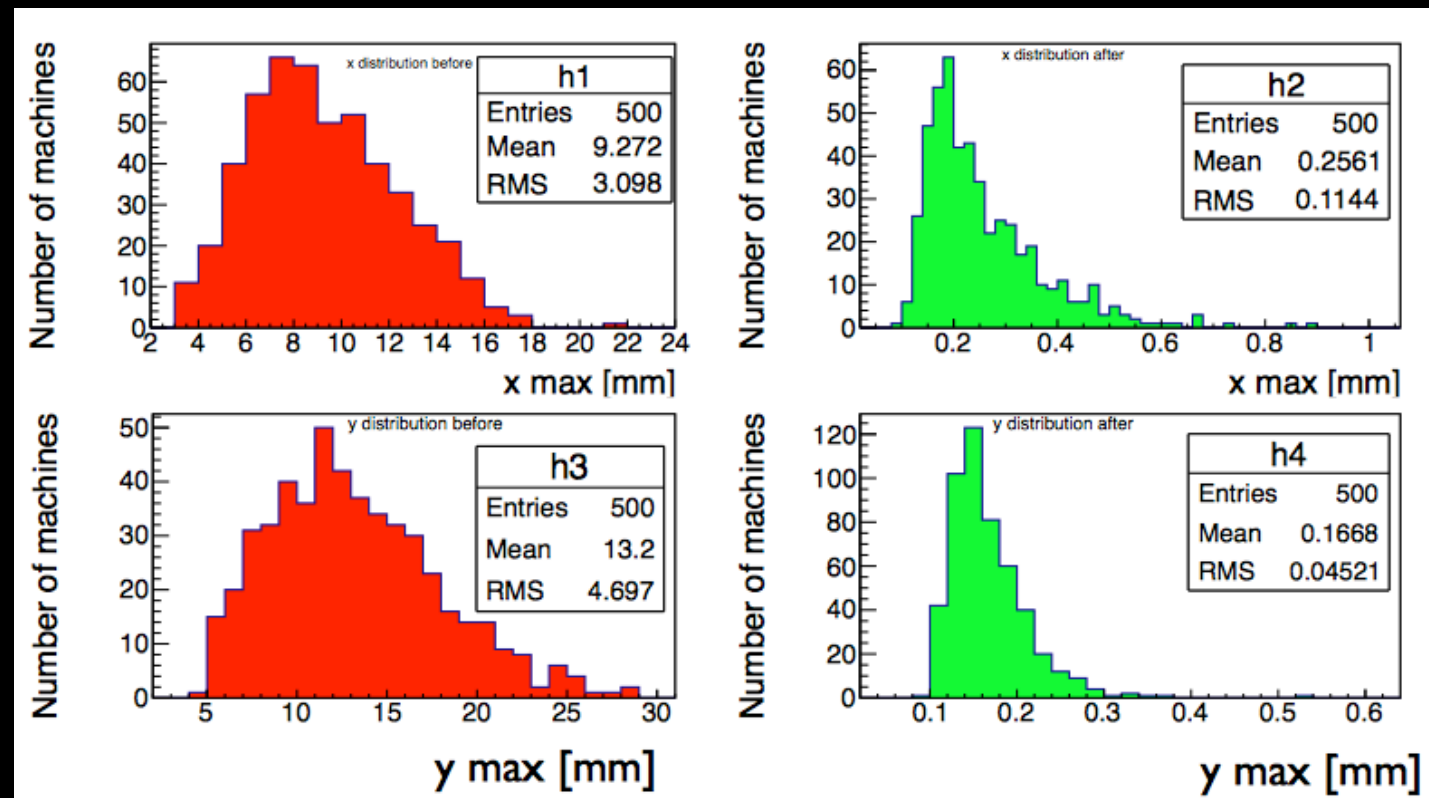 x distribution before
h1
Entries 500
Mean 9.272
RMS 3.098
Number of machines
60
50
40
30
20
10
0
2 4 6 8 10 12 14 16 18 20 22 24
x max [mm]
x distribution after
h2
Entries 500
Mean 0.2561
RMS 0.1144
Number of machines
60
50
40
30
20
10
0
0.2 0.4 0.6 0.8 1
x max [mm]
y distribution before
h3
Entries 500
Mean 13.2
RMS 4.697
Number of machines
50
40
30
20
10
0
5 10 15 20 25 30
y max [mm]
y distribution after
h4
Entries 500
Mean 0.1668
RMS 0.04521
Number of machines
120
100
80
60
40
20
0
0.1 0.2 0.3 0.4 0.5 0.6
y max [mm]